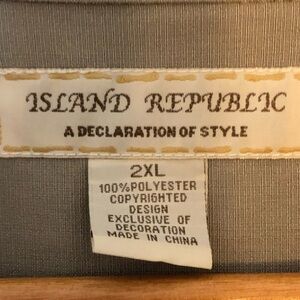 ISLAND REPUBLIC
A DECLARATION OF STYLE
2XL
100%POLYESTER
COPYRIGHTED
DESIGN
EXCLUSIVE OF
DECORATION
MADE IN CHINA